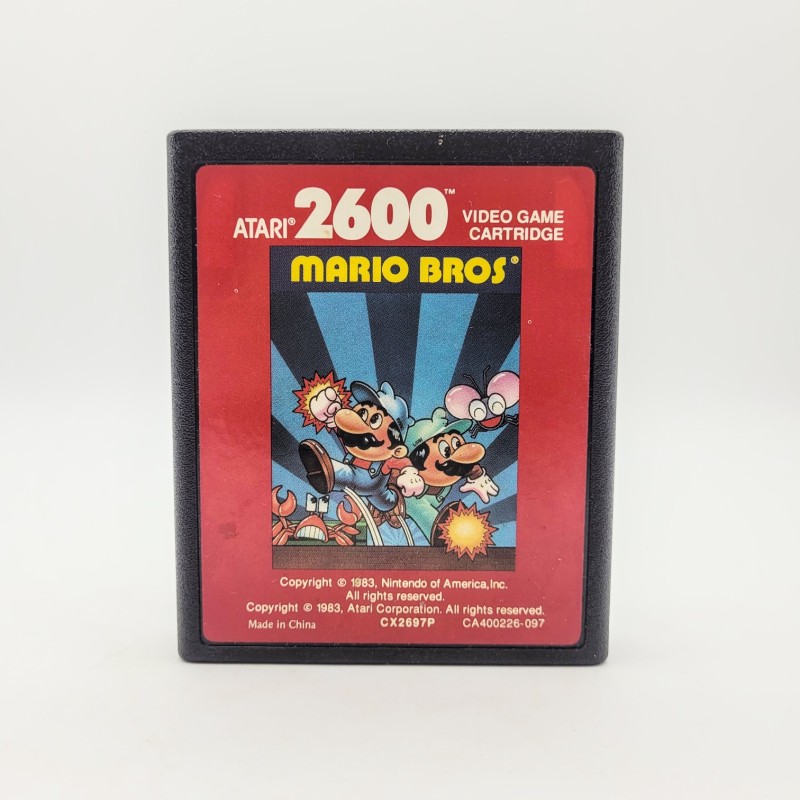 ATARI® 2600™ VIDEO GAME
CARTRIDGE
MARIO BROS®
Copyright © 1983, Nintendo of America,Inc.
All rights reserved.
Copyright © 1983, Atari Corporation. All rights reserved.
Made in China CX2697P CA400226-097